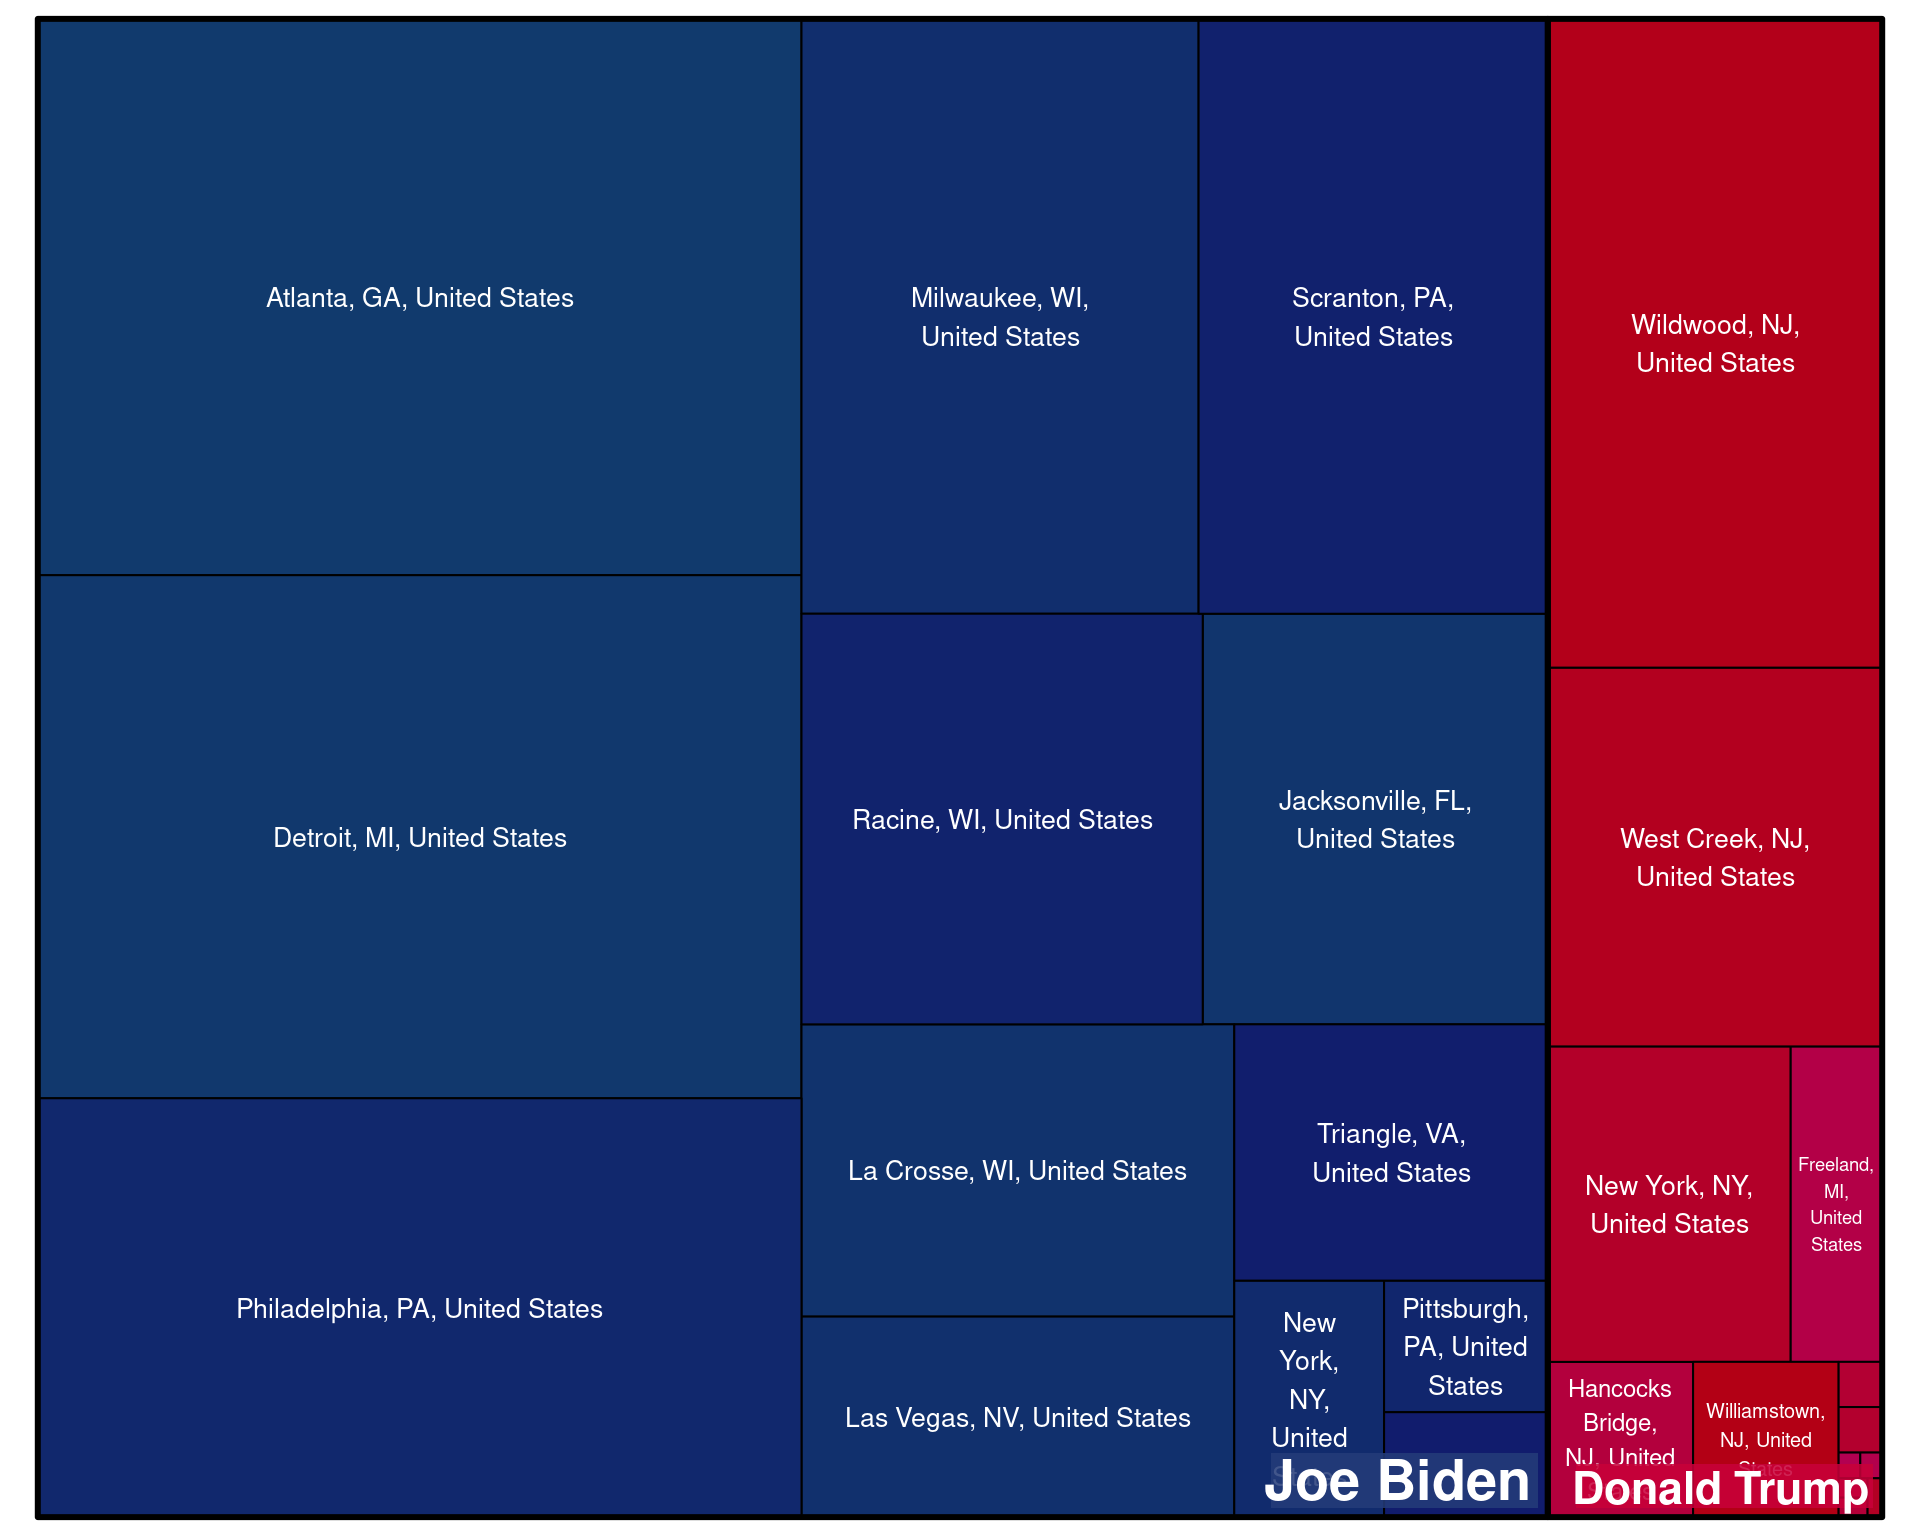 Atlanta, GA, United States
Detroit, MI, United States
Philadelphia, PA, United States
Milwaukee, WI,
United States
Scranton, PA,
United States
Racine, WI, United States
Jacksonville, FL,
United States
La Crosse, WI, United States
Las Vegas, NV, United States
Triangle, VA,
United States
New
York,
NY,
United
Pittsburgh,
PA, United
States
Joe Biden
Wildwood, NJ,
United States
West Creek, NJ,
United States
New York, NY,
United States
Freeland,
MI,
United
States
Hancocks
Bridge,
NJ, United
Williamstown,
NJ, United
States
Donald Trump